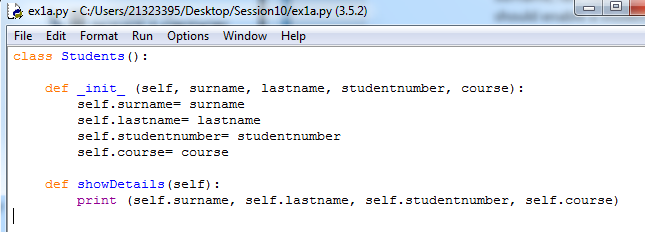 ex1a.py - C:/Users/21323395/Desktop/Session10/ex1a.py (3.5.2)
File Edit Format Run Options Window Help
class Students():
def _init_ (self, surname, lastname, studentnumber, course):
self.surname= surname
self.lastname= lastname
self.studentnumber= studentnumber
self.course= course
def showDetails(self):
print (self.surname, self.lastname, self.studentnumber, self.course)